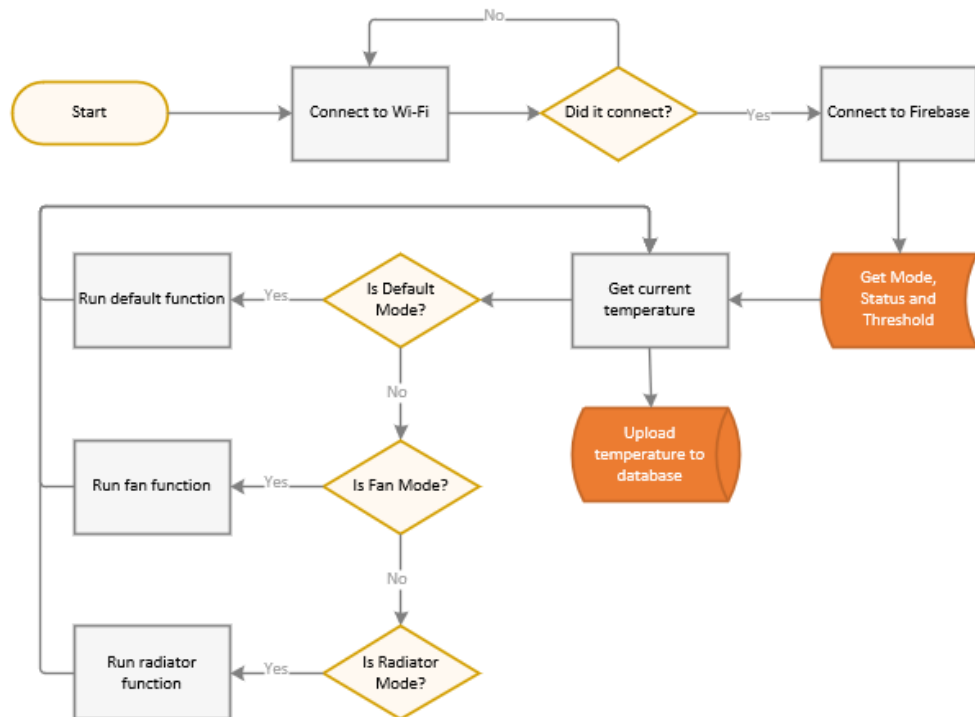 No
Start
Connect to Wi-Fi
Did it connect?
Yes
Connect to Firebase
Run default function
Yes
Is Default
Mode?
Get current
temperature
Get Mode,
Status and
Threshold
No
Upload
temperature to
database
Run fan function
Yes
Is Fan Mode?
No
Run radiator
function
Yes
Is Radiator
Mode?